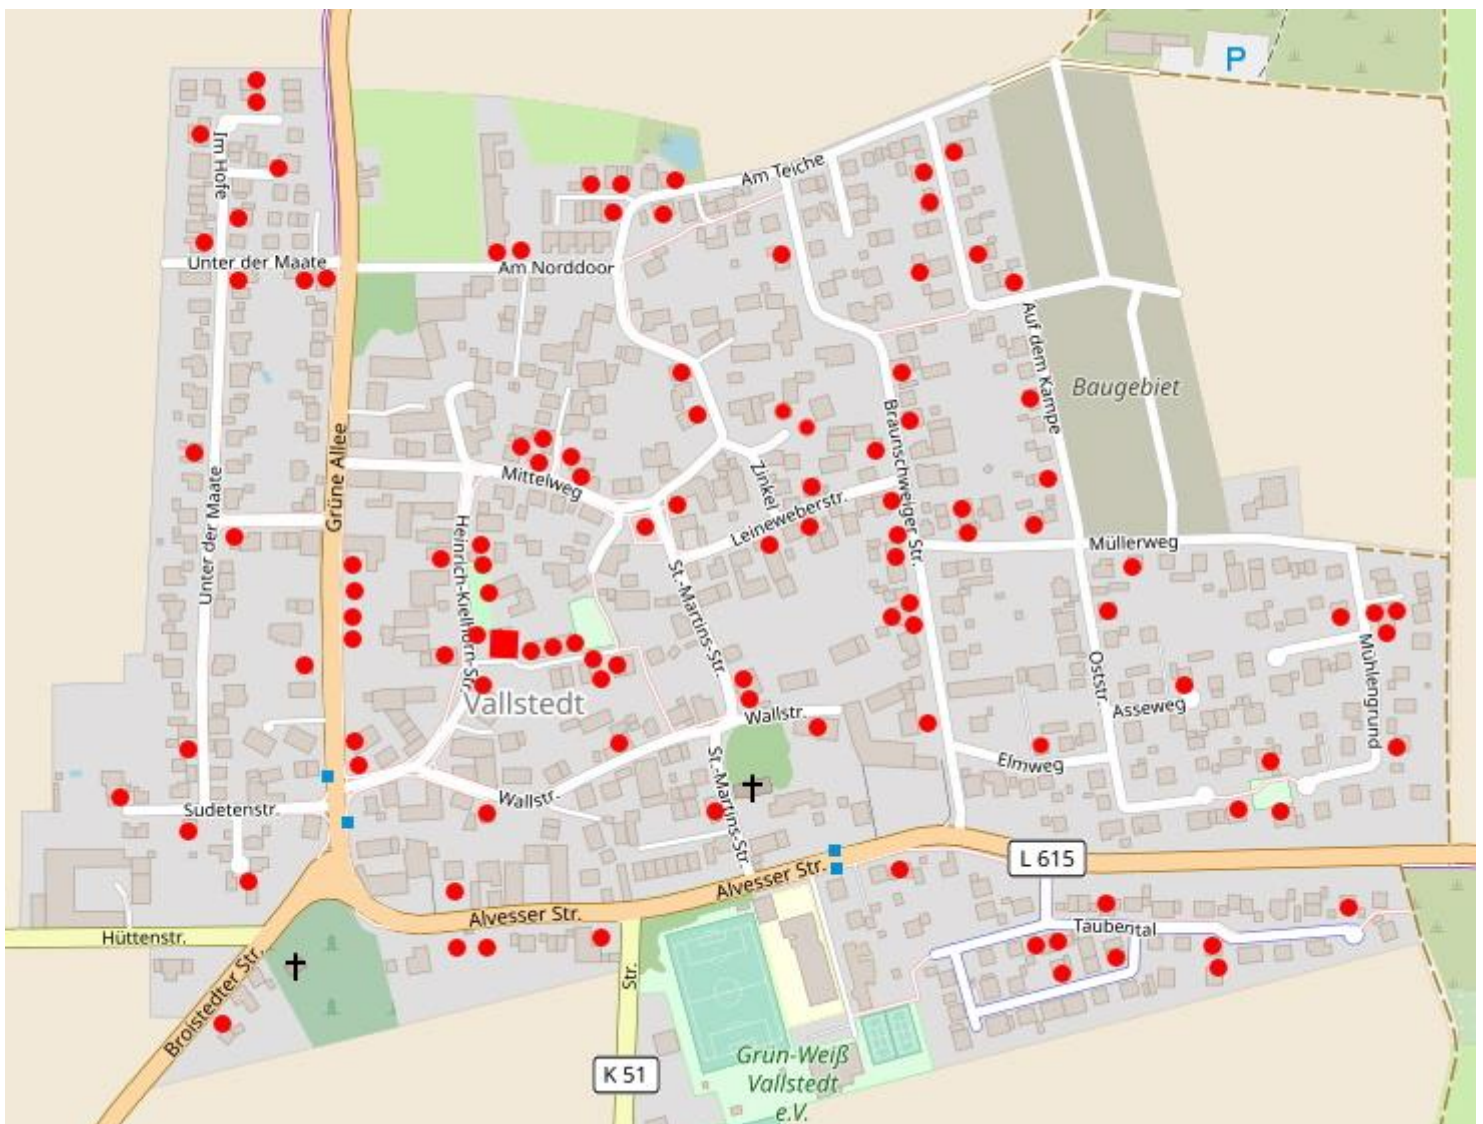 P
Im Hofe
Am Teiche
Unter der Maate
Am Norddoor
Auf dem Kampe
Baugebiet
Braunschweiger Str.
Grüne Allee
Mittelweg
Zinkel
Unter der Maate
Heinrich-Kielhorn-Str.
Leineweberstr.
Müllerweg
St.-Martins-Str.
Oststr.
Mühlengrund
Vallstedt
Wallstr.
Asseweg
St.-Martins-Str.
Elmweg
Sudetenstr.
Wallstr.
L 615
Alvesser Str.
Alvesser Str.
Taubental
Hüttenstr.
Broistedter Str.
Str.
Grün-Weiß
Vallstedt
e.V.
K 51